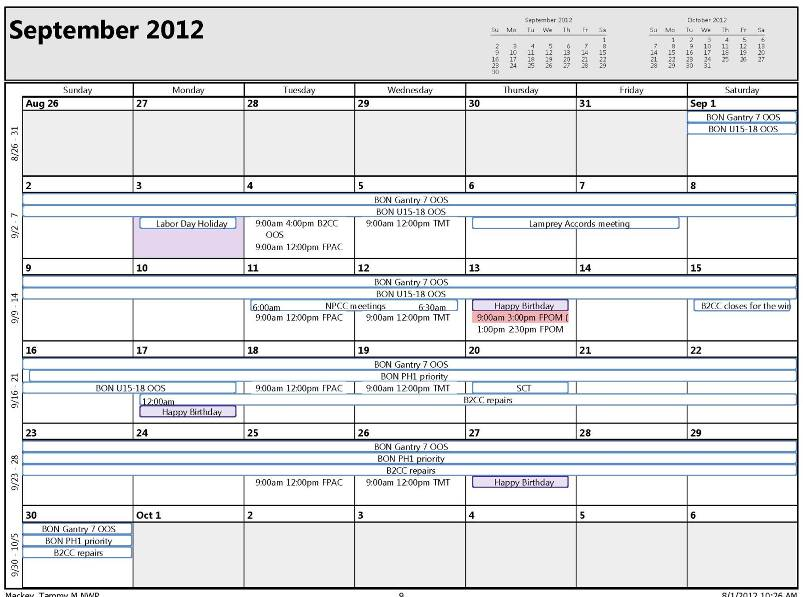 September 2012
September 2012
Su Mo Tu We Th Fr Sa
1
2 3 4 5 6 7 8
9 10 11 12 13 14 15
16 17 18 19 20 21 22
23 24 25 26 27 28 29
30
October 2012
Su Mo Tu We Th Fr Sa
1 2 3 4 5 6
7 8 9 10 11 12 13
14 15 16 17 18 19 20
21 22 23 24 25 26 27
28 29 30 31
Sunday Monday Tuesday Wednesday Thursday Friday Saturday
8/26 - 31
Aug 26 27 28 29 30 31 Sep 1
BON Gantry 7 OOS
BON U15-18 OOS
9/2 - 7
2 3 4 5 6 7 8
BON Gantry 7 OOS
BON U15-18 OOS
Labor Day Holiday
9:00am 4:00pm B2CC
OOS
9:00am 12:00pm FPAC
9:00am 12:00pm TMT
Lamprey Accords meeting
9/9 - 14
9 10 11 12 13 14 15
BON Gantry 7 OOS
BON U15-18 OOS
6:00am NPCC meetings 6:30am
9:00am 12:00pm FPAC
9:00am 12:00pm TMT
Happy Birthday
9:00am 3:00pm FPOM (
1:00pm 2:30pm FPOM
B2CC closes for the win
9/16 - 21
16 17 18 19 20 21 22
BON Gantry 7 OOS
BON PH1 priority
BON U15-18 OOS
9:00am 12:00pm FPAC
9:00am 12:00pm TMT
SCT
12:00am B2CC repairs
Happy Birthday
9/23 - 28
23 24 25 26 27 28 29
BON Gantry 7 OOS
BON PH1 priority
B2CC repairs
9:00am 12:00pm FPAC
9:00am 12:00pm TMT
Happy Birthday
9/30 - 10/5
30 Oct 1 2 3 4 5 6
BON Gantry 7 OOS
BON PH1 priority
B2CC repairs
Mackey, Tammy M NWP
9
8/1/2012 10:26 AM